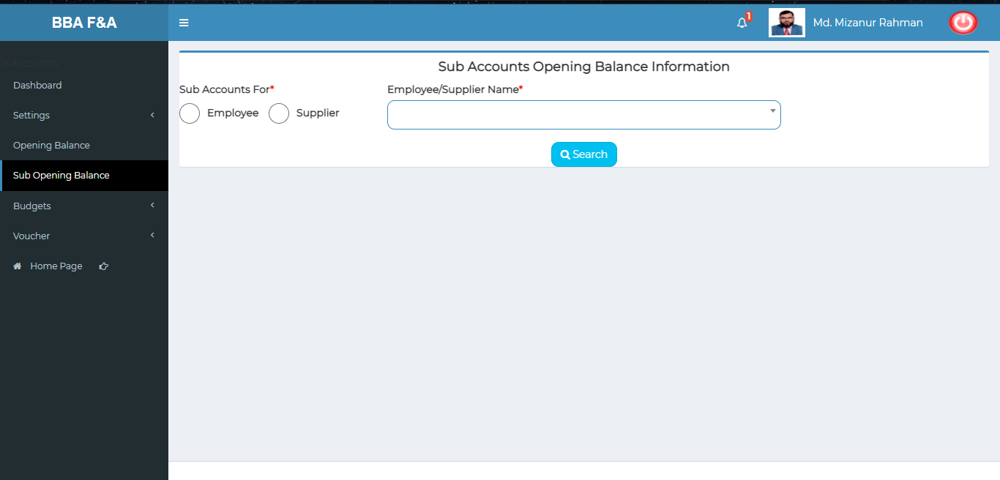 BBA F&A
1
Md. Mizanur Rahman
14accounts
Dashboard
Settings
Opening Balance
Sub Opening Balance
Budgets
Voucher
Home Page
Sub Accounts Opening Balance Information
Sub Accounts For*
Employee/Supplier Name*
Employee Supplier
Search